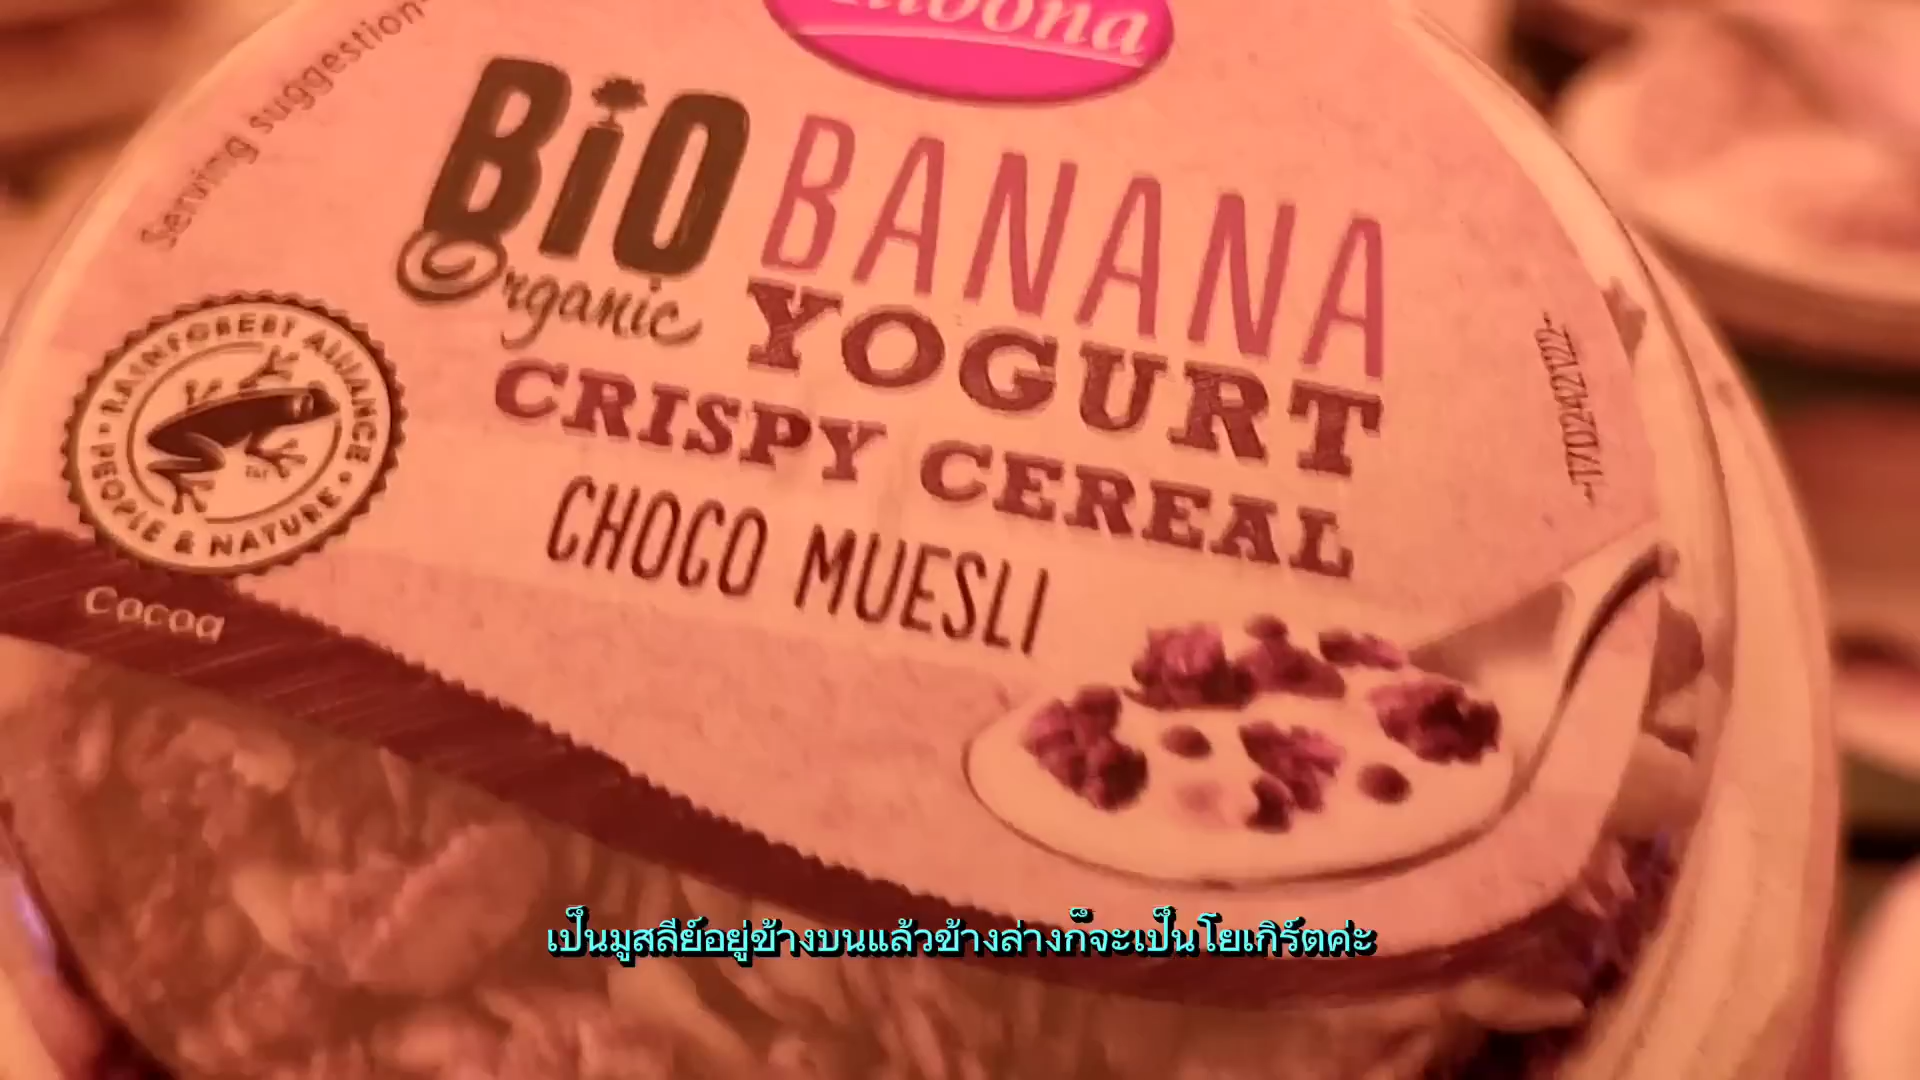 Serving suggestion
BiO
Organic
BANANA
YOGURT
CRISPY CEREAL
CHOCO MUESLI
RAINFOREST ALLIANCE
PEOPLE & NATURE
Cocoa
เป็นมูสลีย์อยู่ข้างบนแล้วข้างล่างก็จะเป็นโยเกิร์ตค่ะ